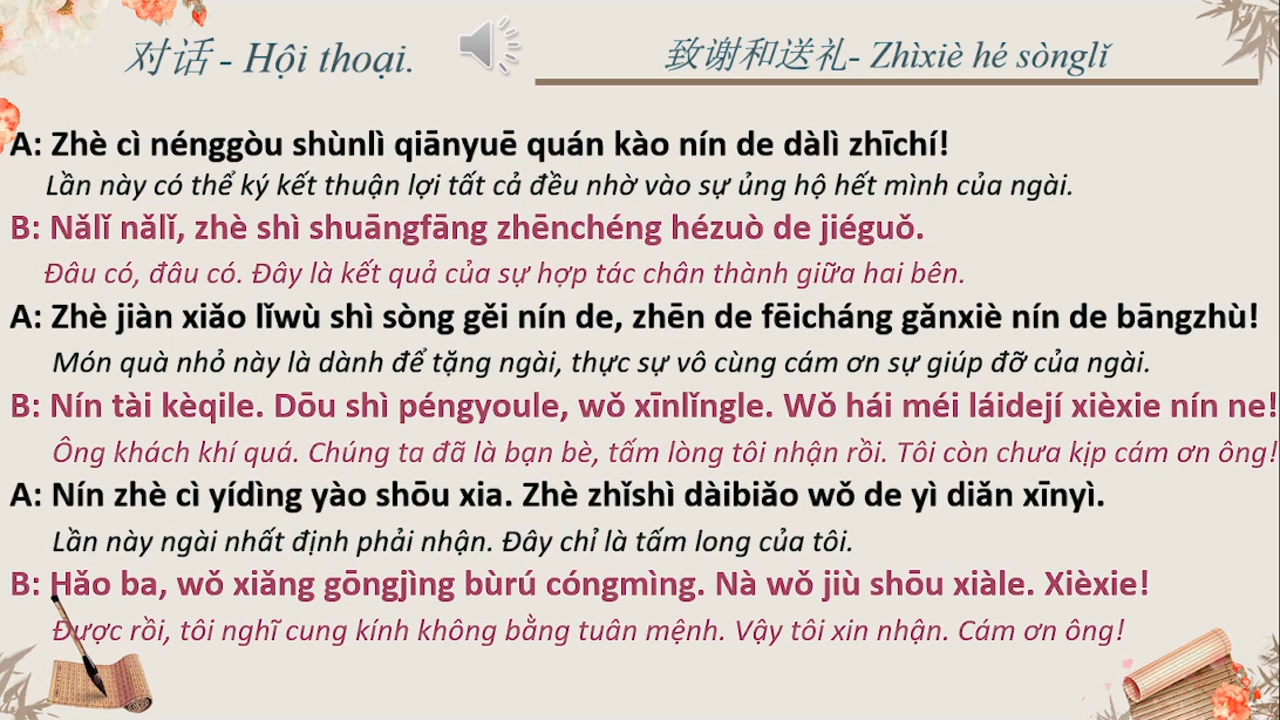 对话 - Hội thoại.
致谢和送礼- Zhìxiè hé sònglǐ
A: Zhè cì nénggòu shùnlì qiānyuē quán kào nín de dàlì zhīchí!
Lần này có thể ký kết thuận lợi tất cả đều nhờ vào sự ủng hộ hết mình của ngài.
B: Nǎlǐ nǎlǐ, zhè shì shuāngfāng zhēnchéng hézuò de jiéguǒ.
Đâu có, đâu có. Đây là kết quả của sự hợp tác chân thành giữa hai bên.
A: Zhè jiàn xiǎo lǐwù shì sòng gěi nín de, zhēn de fēicháng gǎnxiè nín de bāngzhù!
Món quà nhỏ này là dành để tặng ngài, thực sự vô cùng cám ơn sự giúp đỡ của ngài.
B: Nín tài kèqile. Dōu shì péngyoule, wǒ xīnlǐngle. Wǒ hái méi láidejí xièxie nín ne!
Ông khách khí quá. Chúng ta đã là bạn bè, tấm lòng tôi nhận rồi. Tôi còn chưa kịp cám ơn ông!
A: Nín zhè cì yídìng yào shōu xia. Zhè zhǐshì dàibiǎo wǒ de yì diǎn xīnyì.
Lần này ngài nhất định phải nhận. Đây chỉ là tấm long của tôi.
B: Hǎo ba, wǒ xiǎng gōngjìng bùrú cóngmìng. Nà wǒ jiù shōu xiàle. Xièxie!
Được rồi, tôi nghĩ cung kính không bằng tuân mệnh. Vậy tôi xin nhận. Cám ơn ông!